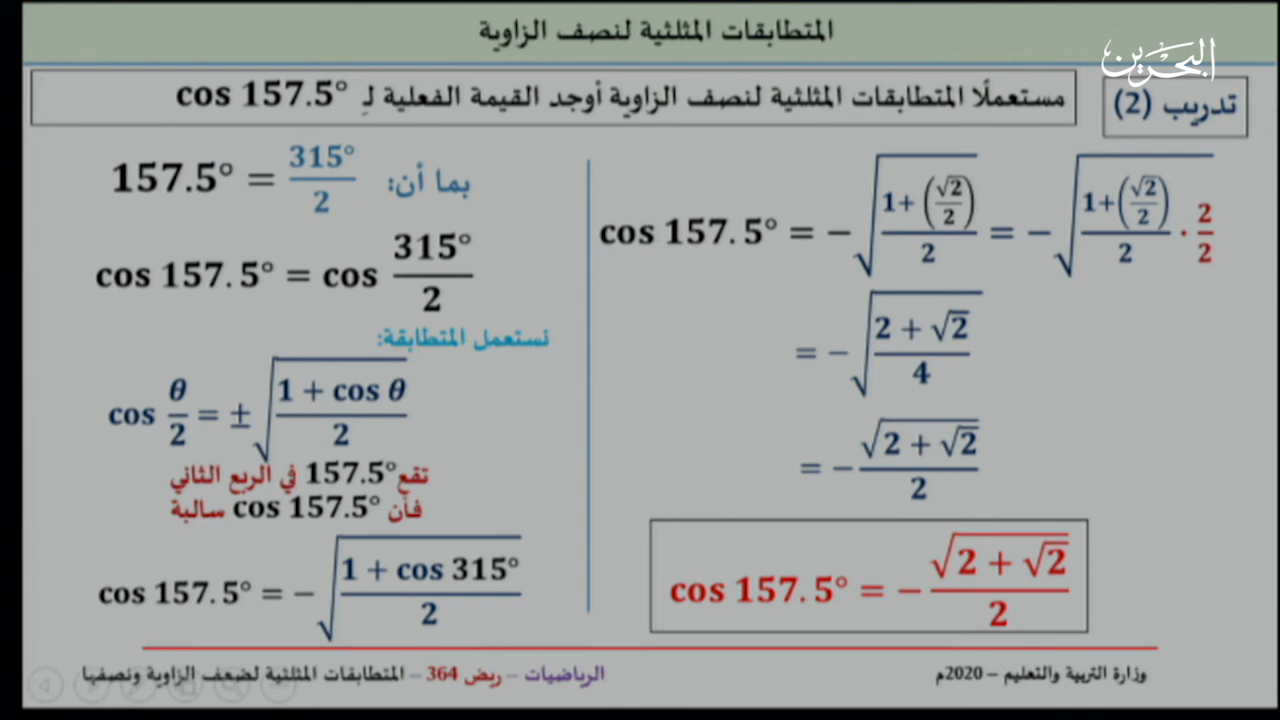 المتطابقات المثلثية لنصف الزاوية
البحرين
تدريب (2)
مستعملًا المتطابقات المثلثية لنصف الزاوية أوجد القيمة الفعلية لـِ cos 157.5°
بما أن: 157.5° = 315°/2
cos 157.5° = cos 315°/2
نستعمل المتطابقة:
cos θ/2 = ±√((1 + cos θ)/2)
تقع 157.5° في الربع الثاني
فأن cos 157.5° سالبة
cos 157.5° = −√((1 + cos 315°)/2)
cos 157.5° = −√((1+ (√2/2))/2) = −√((1+(√2/2))/2 · 2/2)
= −√((2 + √2)/4)
= −√(2 + √2)/2
cos 157.5° = −√(2 + √2)/2
وزارة التربية والتعليم – 2020م
الرياضيات – ريض 364 – المتطابقات المثلثية لضعف الزاوية ونصفها